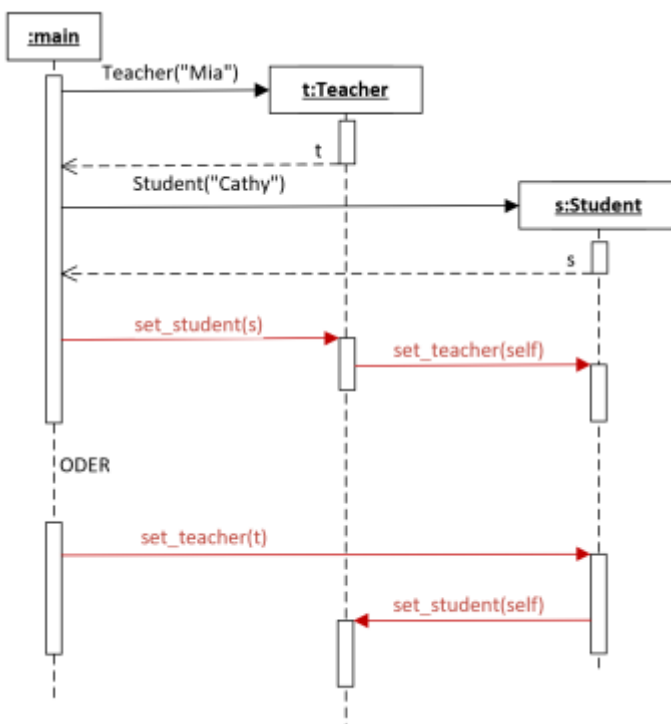 :main
Teacher("Mia")
t:Teacher
t
Student("Cathy")
s:Student
s
set_student(s)
set_teacher(self)
ODER
set_teacher(t)
set_student(self)